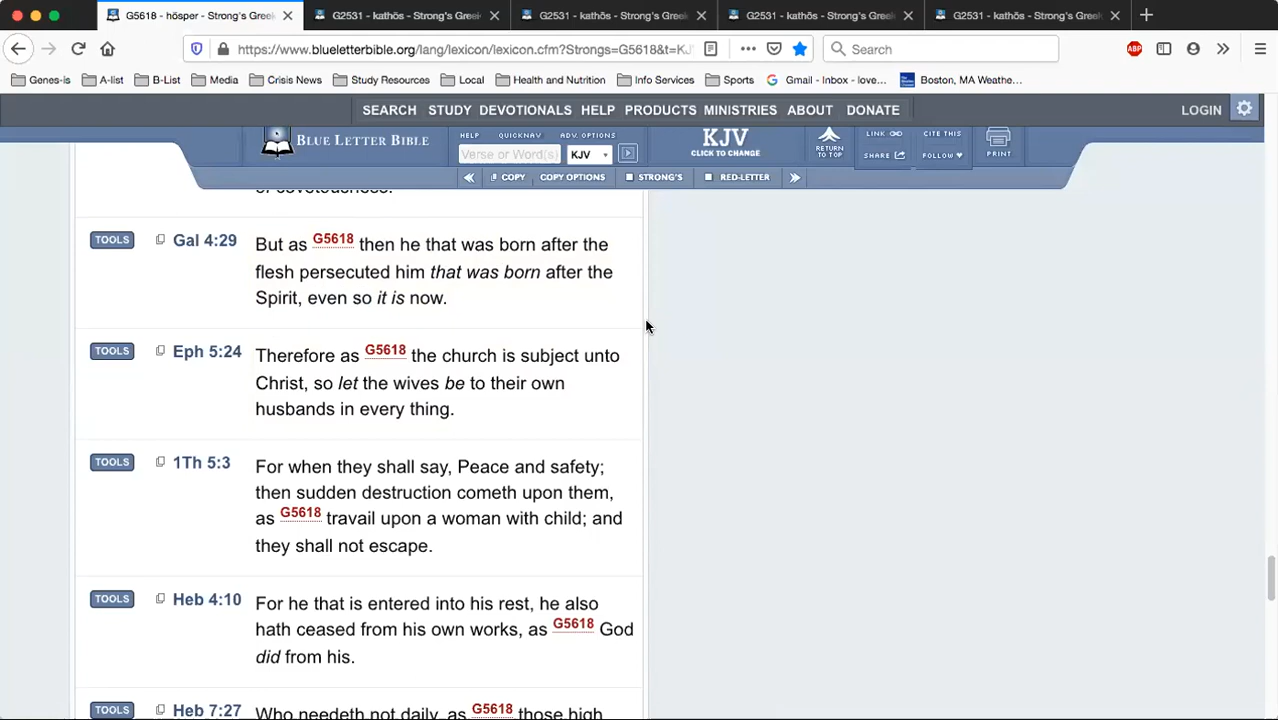 G5618 - hōsper - Strong's Greek
G2531 - kathōs - Strong's Greek
G2531 - kathōs - Strong's Greek
G2531 - kathōs - Strong's Greek
G2531 - kathōs - Strong's Greek
https://www.blueletterbible.org/lang/lexicon/lexicon.cfm?Strongs=G5618&t=KJ
Search
ABP
Genes-is
A-list
B-List
Media
Crisis News
Study Resources
Local
Health and Nutrition
Info Services
Sports
Gmail - Inbox - love...
Boston, MA Weathe...
SEARCH STUDY DEVOTIONALS HELP PRODUCTS MINISTRIES ABOUT DONATE
LOGIN
BLUE LETTER BIBLE
HELP QUICKNAV ADV. OPTIONS
Verse or Word(s) KJV
KJV
CLICK TO CHANGE
RETURN
TO TOP
LINK
SHARE
CITE THIS
FOLLOW
PRINT
COPY COPY OPTIONS STRONG'S RED-LETTER
of covetousness.
TOOLS Gal 4:29 But as G5618 then he that was born after the
flesh persecuted him that was born after the
Spirit, even so it is now.
TOOLS Eph 5:24 Therefore as G5618 the church is subject unto
Christ, so let the wives be to their own
husbands in every thing.
TOOLS 1Th 5:3 For when they shall say, Peace and safety;
then sudden destruction cometh upon them,
as G5618 travail upon a woman with child; and
they shall not escape.
TOOLS Heb 4:10 For he that is entered into his rest, he also
hath ceased from his own works, as G5618 God
did from his.
TOOLS Heb 7:27 Who needeth not daily, as G5618 those high